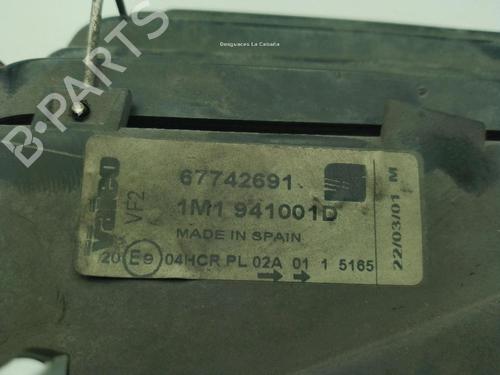 Desguaces La Cabaña
B-PARTS
Valeo
VF2
67742691
1M1 941001D
MADE IN SPAIN
20 E9 04HCR PL 02A 01 1 5165
22/03/01 M